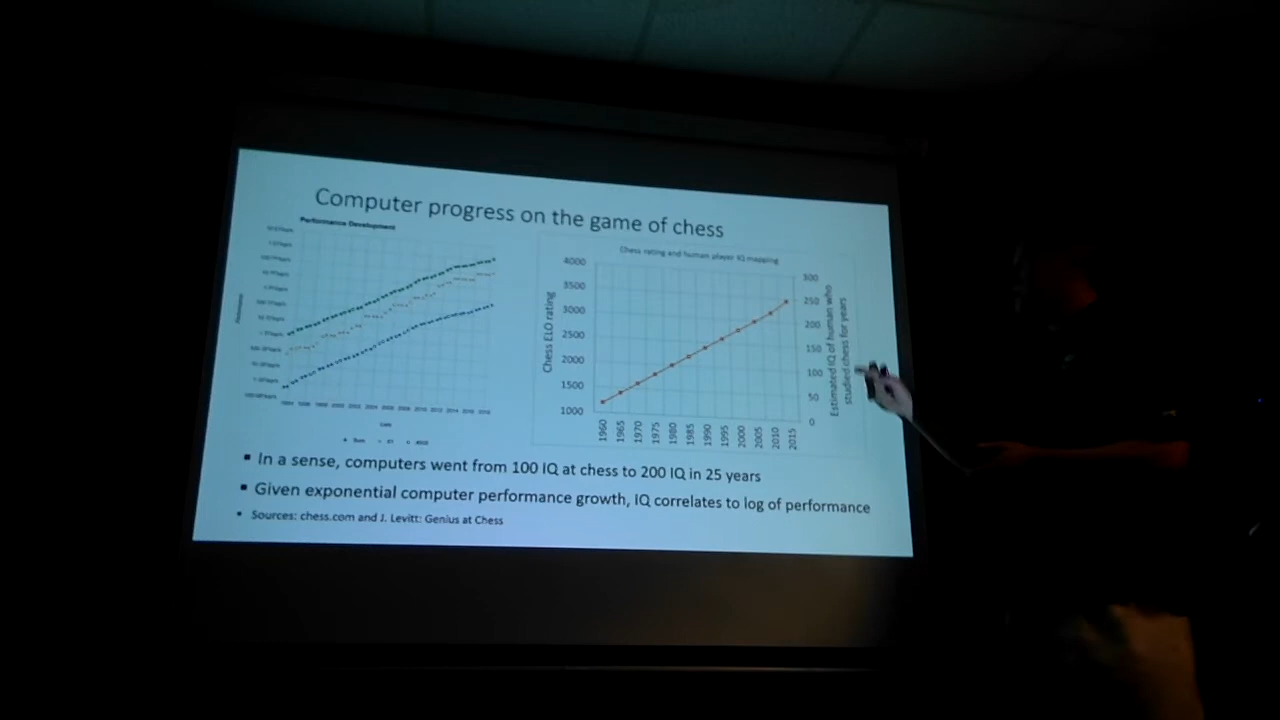 Computer progress on the game of chess
Performance Development
Chess rating and human player IQ mapping
Chess ELO rating
4000
3500
3000
2500
2000
1500
1000
300
250
200
150
100
50
0
Estimated IQ of human who
studied chess for years
1960
1965
1970
1975
1980
1985
1990
1995
2000
2005
2010
2015
▪ In a sense, computers went from 100 IQ at chess to 200 IQ in 25 years
▪ Given exponential computer performance growth, IQ correlates to log of performance
▪ Sources: chess.com and J. Levitt: Genius at Chess